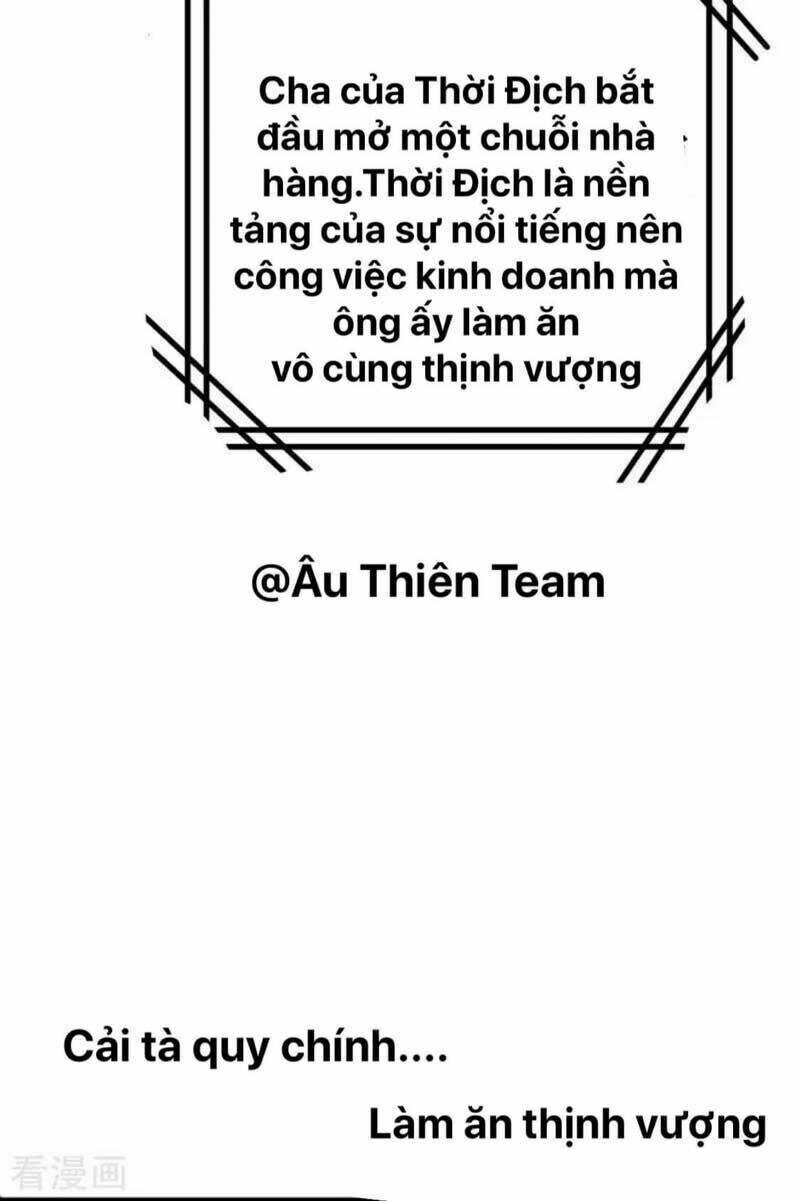 Cha của Thời Địch bắt
đầu mở một chuỗi nhà
hàng.Thời Địch là nền
tảng của sự nổi tiếng nên
công việc kinh doanh mà
ông ấy làm ăn
vô cùng thịnh vượng
@Âu Thiên Team
Cải tà quy chính....
Làm ăn thịnh vượng
看漫画